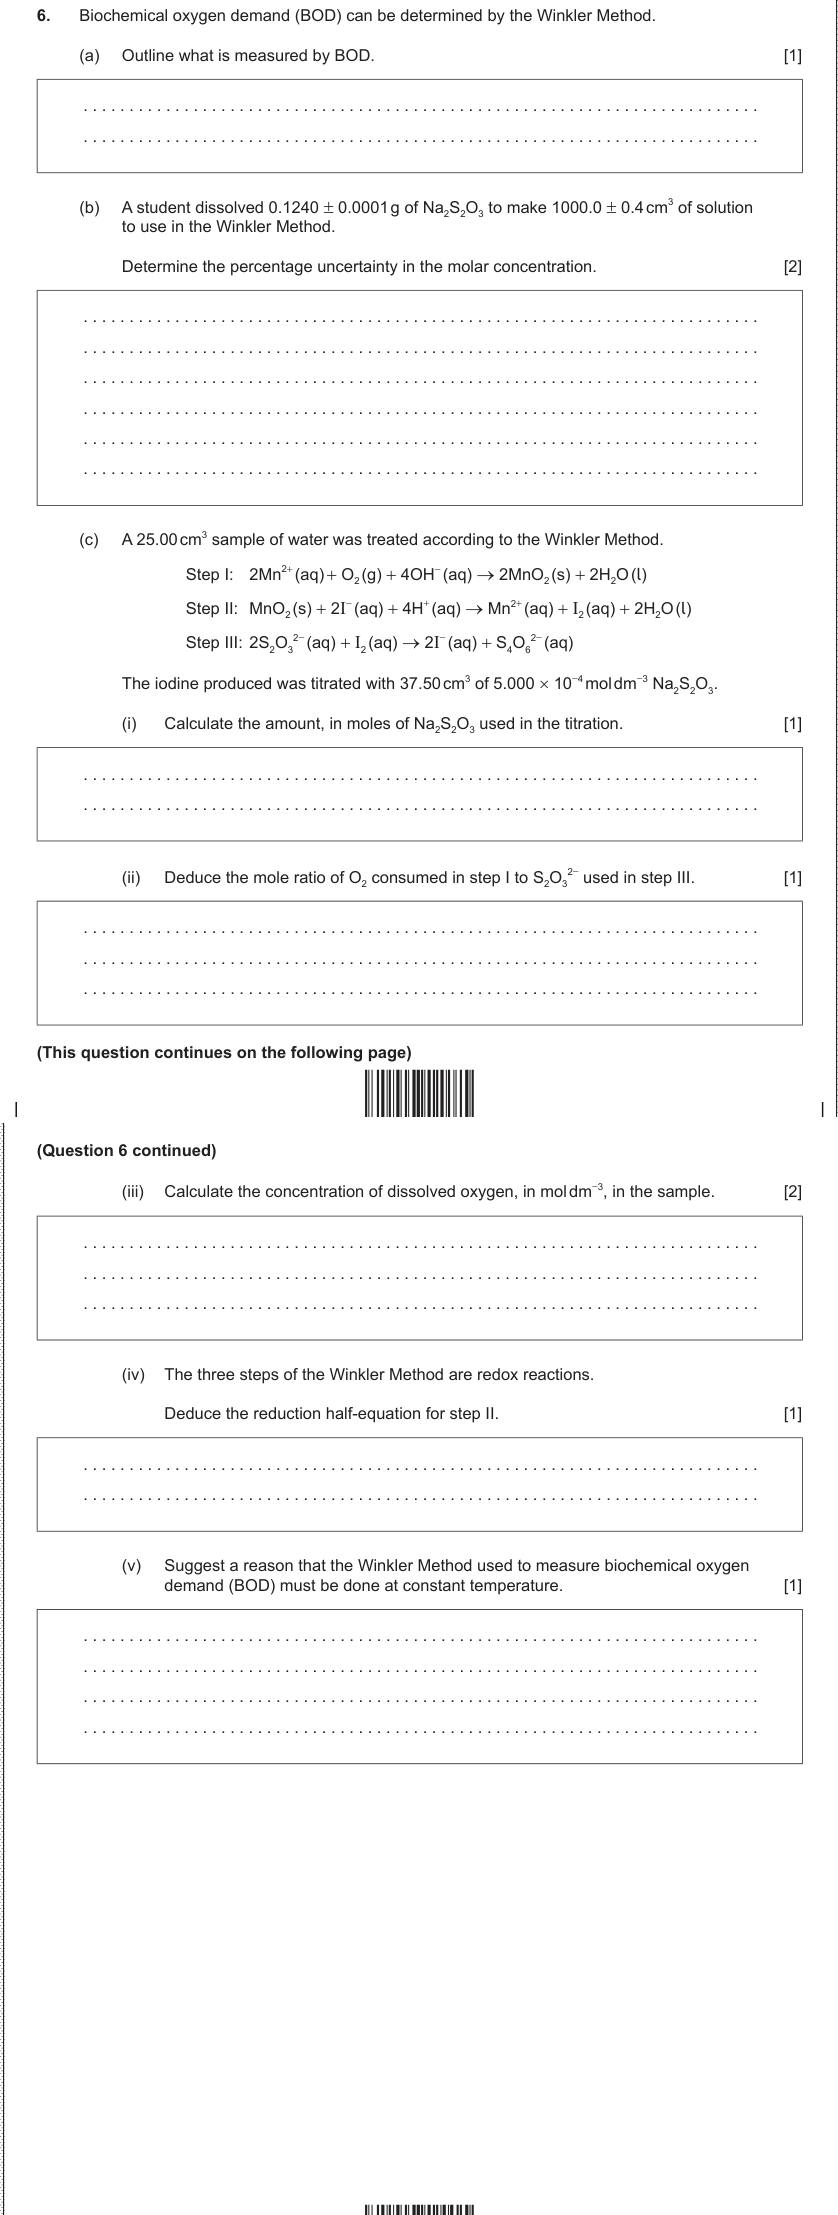 6. Biochemical oxygen demand (BOD) can be determined by the Winkler Method.
(a) Outline what is measured by BOD. [1]
(b) A student dissolved 0.1240 ± 0.0001 g of Na₂S₂O₃ to make 1000.0 ± 0.4 cm³ of solution
to use in the Winkler Method.
Determine the percentage uncertainty in the molar concentration. [2]
(c) A 25.00 cm³ sample of water was treated according to the Winkler Method.
Step I: 2Mn²⁺(aq) + O₂(g) + 4OH⁻(aq) → 2MnO₂(s) + 2H₂O(l)
Step II: MnO₂(s) + 2I⁻(aq) + 4H⁺(aq) → Mn²⁺(aq) + I₂(aq) + 2H₂O(l)
Step III: 2S₂O₃²⁻(aq) + I₂(aq) → 2I⁻(aq) + S₄O₆²⁻(aq)
The iodine produced was titrated with 37.50 cm³ of 5.000 × 10⁻⁴ mol dm⁻³ Na₂S₂O₃.
(i) Calculate the amount, in moles of Na₂S₂O₃ used in the titration. [1]
(ii) Deduce the mole ratio of O₂ consumed in step I to S₂O₃²⁻ used in step III. [1]
(This question continues on the following page)
(Question 6 continued)
(iii) Calculate the concentration of dissolved oxygen, in mol dm⁻³, in the sample. [2]
(iv) The three steps of the Winkler Method are redox reactions.
Deduce the reduction half-equation for step II. [1]
(v) Suggest a reason that the Winkler Method used to measure biochemical oxygen
demand (BOD) must be done at constant temperature. [1]